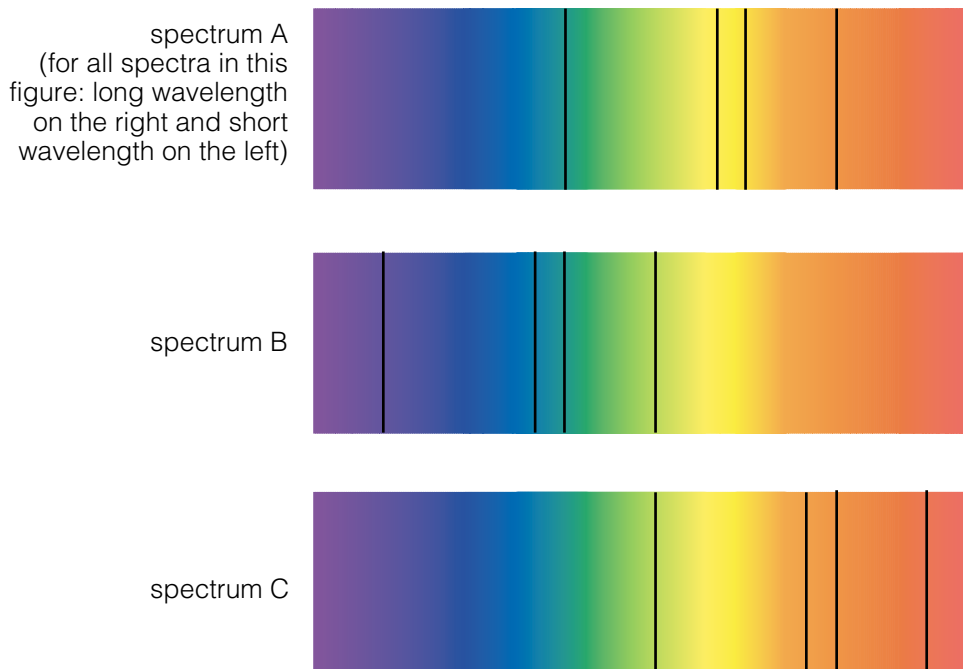 spectrum A
(for all spectra in this
figure: long wavelength
on the right and short
wavelength on the left)
spectrum B
spectrum C